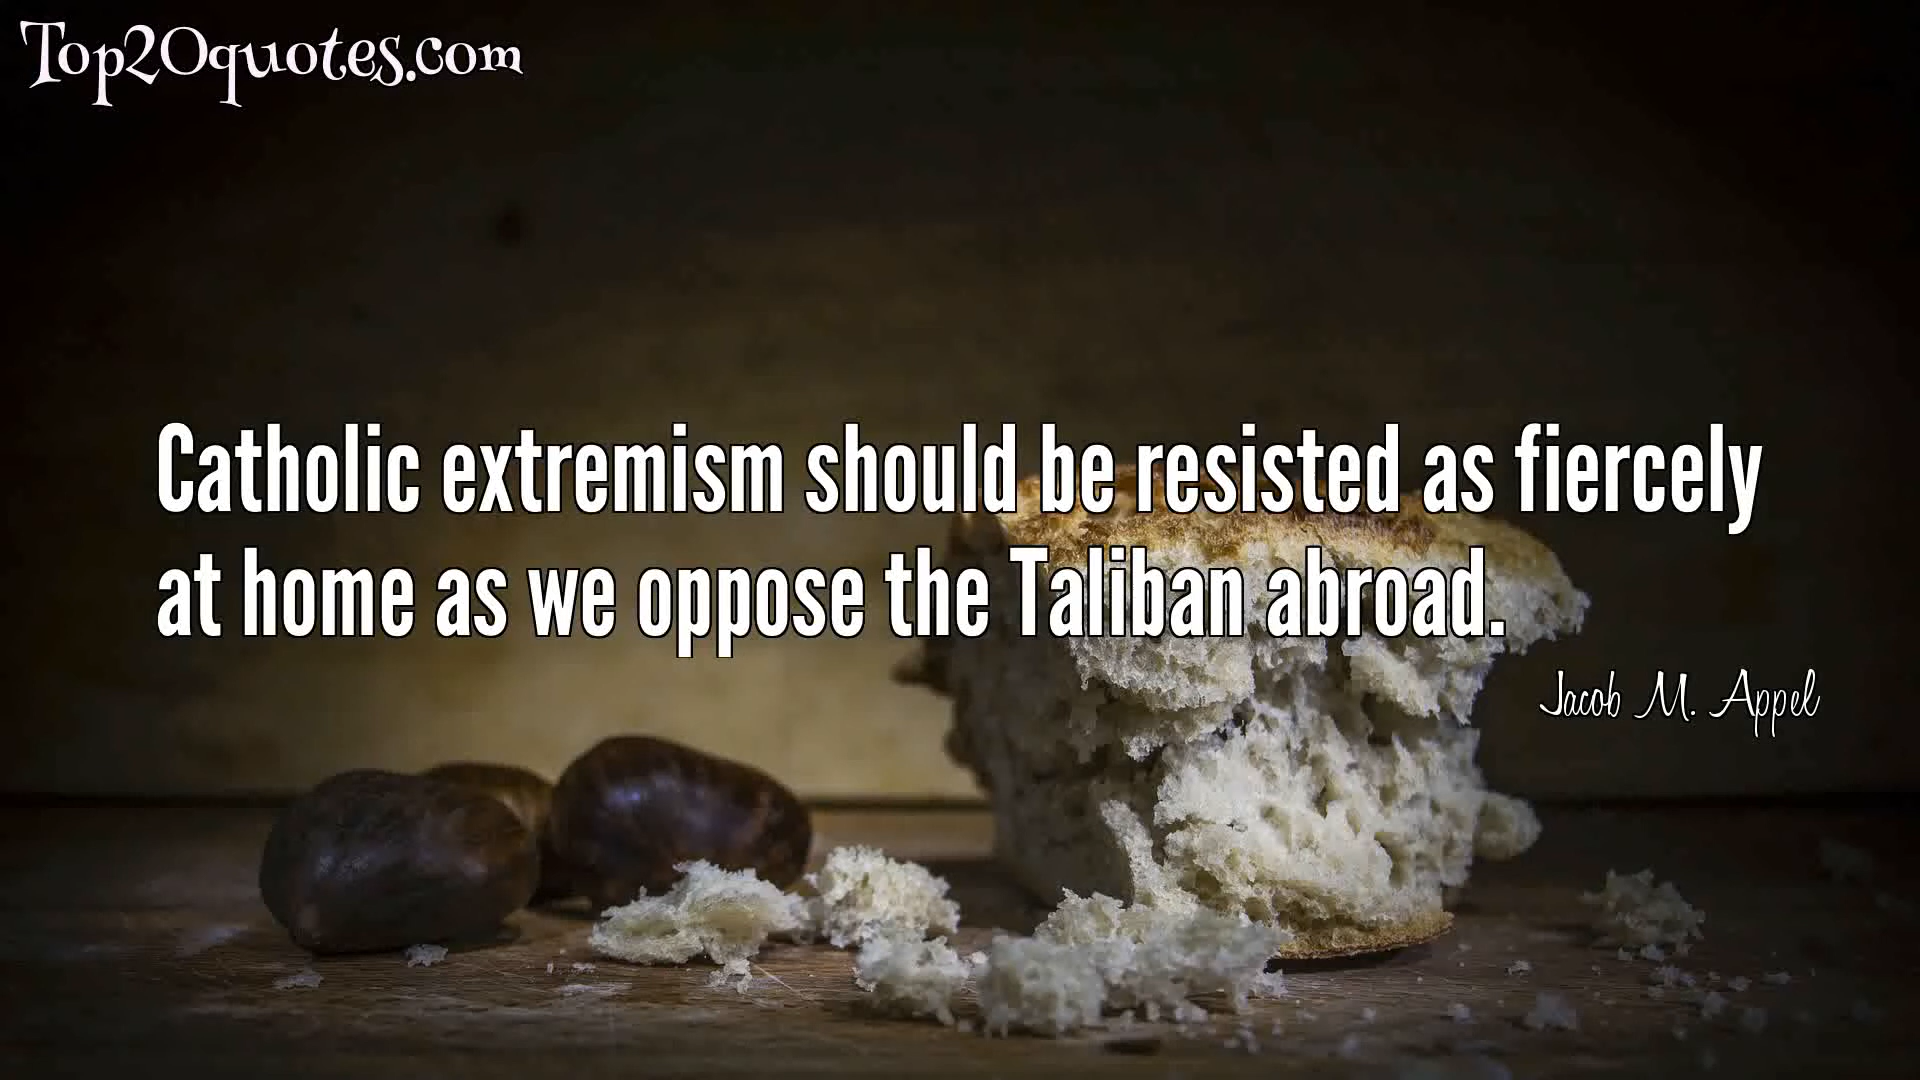 Top20quotes.com
Catholic extremism should be resisted as fiercely
at home as we oppose the Taliban abroad.
Jacob M. Appel